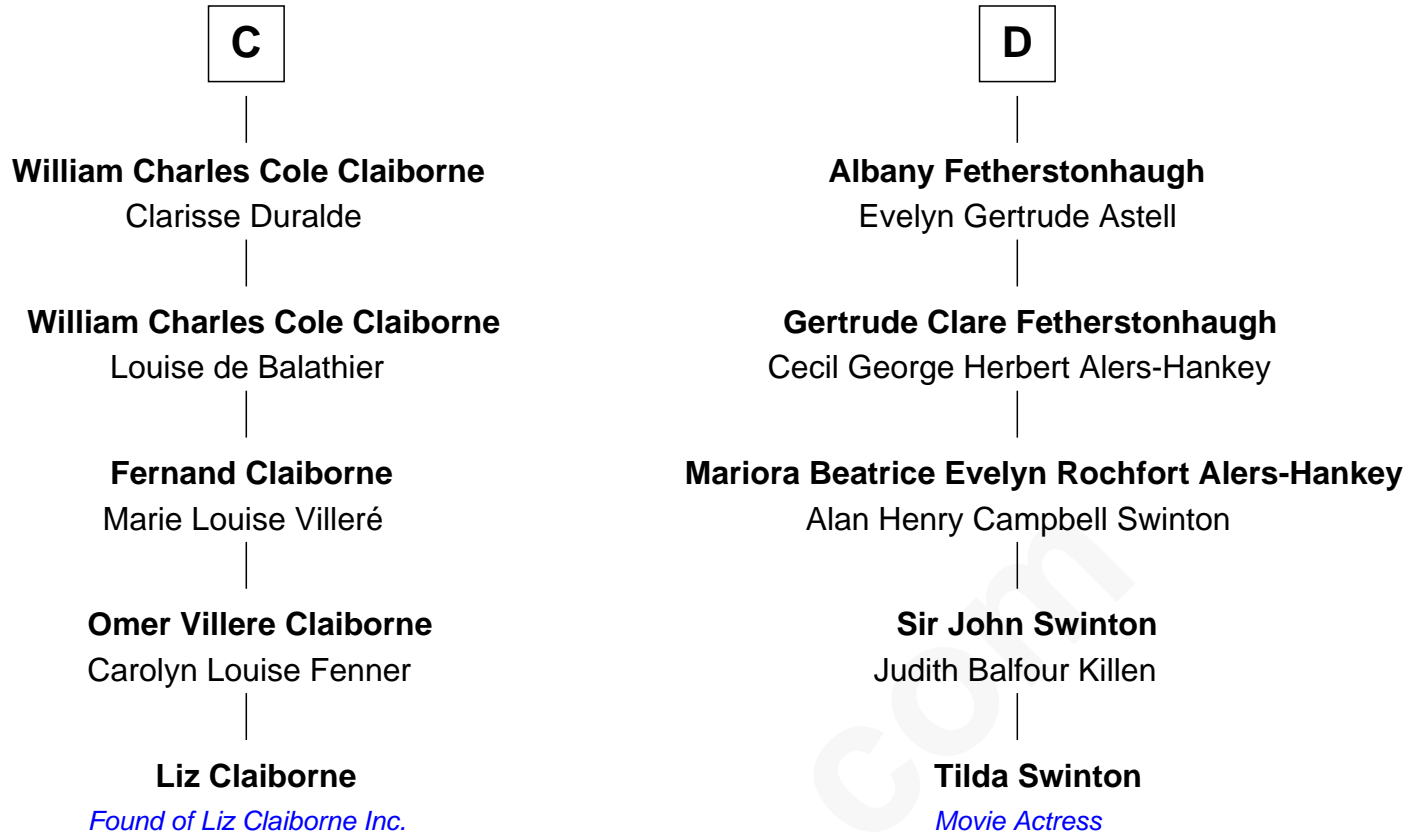 C
William Charles Cole Claiborne
Clarisse Duralde
William Charles Cole Claiborne
Louise de Balathier
Fernand Claiborne
Marie Louise Villeré
Omer Villere Claiborne
Carolyn Louise Fenner
Liz Claiborne
Found of Liz Claiborne Inc.
D
Albany Fetherstonhaugh
Evelyn Gertrude Astell
Gertrude Clare Fetherstonhaugh
Cecil George Herbert Alers-Hankey
Mariora Beatrice Evelyn Rochfort Alers-Hankey
Alan Henry Campbell Swinton
Sir John Swinton
Judith Balfour Killen
Tilda Swinton
Movie Actress
com